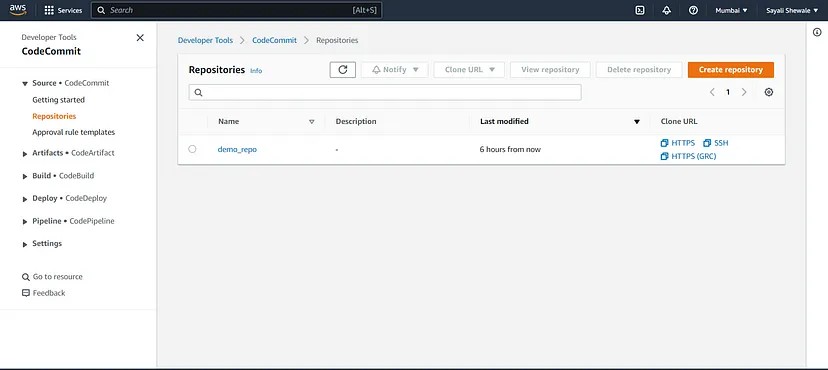 aws Services Search [Alt+S] Mumbai Sayali Shewale
Developer Tools
CodeCommit
Source • CodeCommit
Getting started
Repositories
Approval rule templates
Artifacts • CodeArtifact
Build • CodeBuild
Deploy • CodeDeploy
Pipeline • CodePipeline
Settings
Go to resource
Feedback
Developer Tools CodeCommit Repositories
Repositories Info Notify Clone URL View repository Delete repository Create repository
1
Name Description Last modified Clone URL
demo_repo - 6 hours from now HTTPS SSH
HTTPS (GRC)